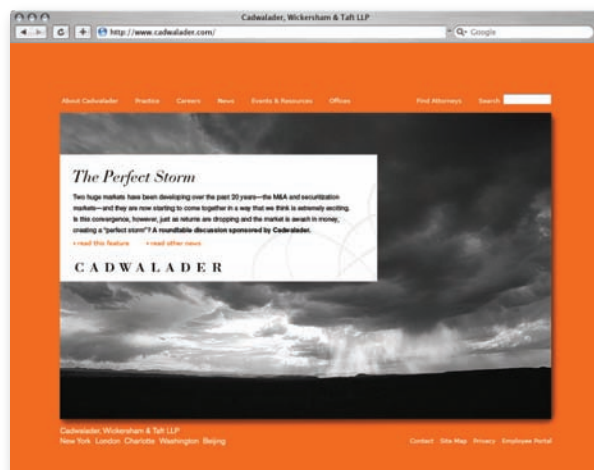 Cadwalader, Wickersham & Taft LLP
http://www.cadwalader.com/
Google
About Cadwalader Practice Careers News Events & Resources Offices Find Attorneys Search
The Perfect Storm
Two huge markets have been developing over the past 20 years—the M&A and securitization
markets—and they are now starting to come together in a way that we think is extremely exciting.
Is this convergence, however, just as returns are dropping and the market is awash in money,
creating a "perfect storm"? A roundtable discussion sponsored by Cadwalader.
• read this feature • read other news
CADWALADER
Cadwalader, Wickersham & Taft LLP
New York London Charlotte Washington Beijing
Contact Site Map Privacy Employee Portal